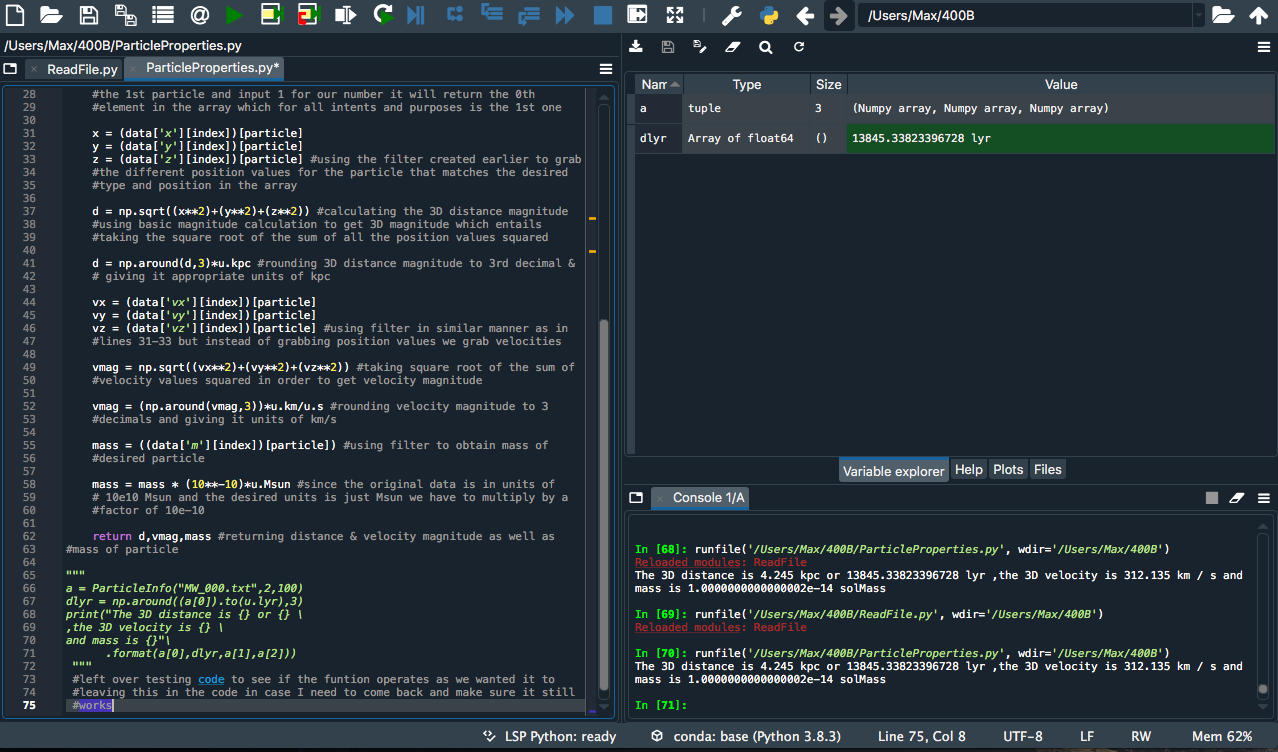 /Users/Max/400B
/Users/Max/400B/ParticleProperties.py
ReadFile.py
ParticleProperties.py*
28 #the 1st particle and input 1 for our number it will return the 0th
29 #element in the array which for all intents and purposes is the 1st one
30
31 x = (data['x'][index])[particle]
32 y = (data['y'][index])[particle]
33 z = (data['z'][index])[particle] #using the filter created earlier to grab
34 #the different position values for the particle that matches the desired
35 #type and position in the array
36
37 d = np.sqrt((x**2)+(y**2)+(z**2)) #calculating the 3D distance magnitude
38 #using basic magnitude calculation to get 3D magnitude which entails
39 #taking the square root of the sum of all the position values squared
40
41 d = np.around(d,3)*u.kpc #rounding 3D distance magnitude to 3rd decimal &
42 # giving it appropriate units of kpc
43
44 vx = (data['vx'][index])[particle]
45 vy = (data['vy'][index])[particle]
46 vz = (data['vz'][index])[particle] #using filter in similar manner as in
47 #lines 31-33 but instead of grabbing position values we grab velocities
48
49 vmag = np.sqrt((vx**2)+(vy**2)+(vz**2)) #taking square root of the sum of
50 #velocity values squared in order to get velocity magnitude
51
52 vmag = (np.around(vmag,3))*u.km/u.s #rounding velocity magnitude to 3
53 #decimals and giving it units of km/s
54
55 mass = ((data['m'][index])[particle]) #using filter to obtain mass of
56 #desired particle
57
58 mass = mass * (10**-10)*u.Msun #since the original data is in units of
59 # 10e10 Msun and the desired units is just Msun we have to multiply by a
60 #factor of 10e-10
61
62 return d,vmag,mass #returning distance & velocity magnitude as well as
63 #mass of particle
64
65 """
66 a = ParticleInfo("MW_000.txt",2,100)
67 dlyr = np.around((a[0]).to(u.lyr),3)
68 print("The 3D distance is {} or {} \
69 ,the 3D velocity is {} \
70 and mass is {}"\
71 .format(a[0],dlyr,a[1],a[2]))
72 """
73 #left over testing code to see if the funtion operates as we wanted it to
74 #leaving this in the code in case I need to come back and make sure it still
75 #works
Nam Type Size Value
a tuple 3 (Numpy array, Numpy array, Numpy array)
dlyr Array of float64 () 13845.33823396728 lyr
Variable explorer Help Plots Files
Console 1/A
In [68]: runfile('/Users/Max/400B/ParticleProperties.py', wdir='/Users/Max/400B')
Reloaded modules: ReadFile
The 3D distance is 4.245 kpc or 13845.33823396728 lyr ,the 3D velocity is 312.135 km / s and
mass is 1.0000000000000002e-14 solMass
In [69]: runfile('/Users/Max/400B/ReadFile.py', wdir='/Users/Max/400B')
Reloaded modules: ReadFile
In [70]: runfile('/Users/Max/400B/ParticleProperties.py', wdir='/Users/Max/400B')
The 3D distance is 4.245 kpc or 13845.33823396728 lyr ,the 3D velocity is 312.135 km / s and
mass is 1.0000000000000002e-14 solMass
In [71]:
LSP Python: ready conda: base (Python 3.8.3) Line 75, Col 8 UTF-8 LF RW Mem 62%